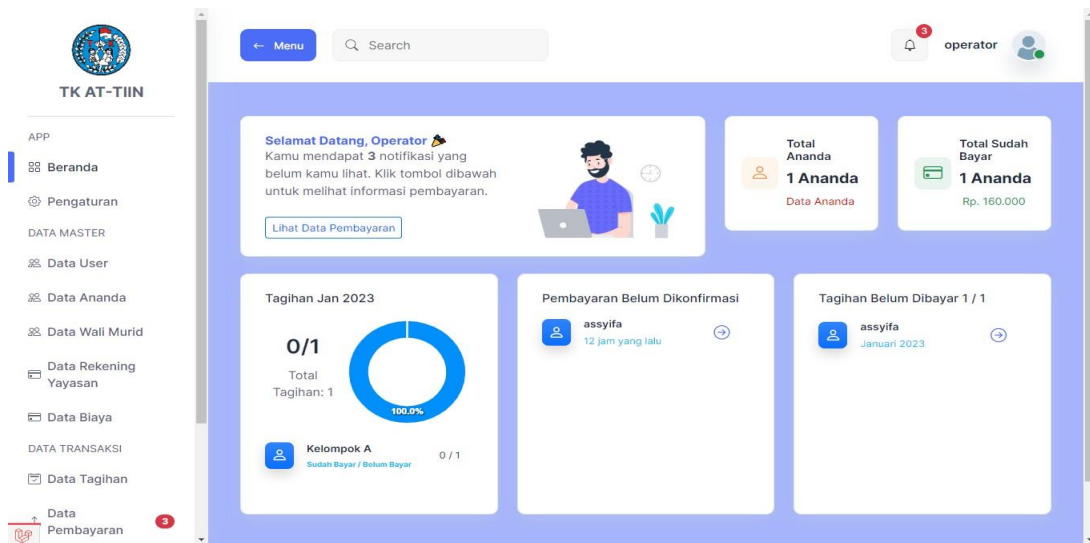 TK AT-TIIN
APP
Beranda
Pengaturan
DATA MASTER
Data User
Data Ananda
Data Wali Murid
Data Rekening
Yayasan
Data Biaya
DATA TRANSAKSI
Data Tagihan
Data
Pembayaran
3
← Menu
Search
3
operator
Selamat Datang, Operator
Kamu mendapat 3 notifikasi yang
belum kamu lihat. Klik tombol dibawah
untuk melihat informasi pembayaran.
Lihat Data Pembayaran
Total
Ananda
1 Ananda
Data Ananda
Total Sudah
Bayar
1 Ananda
Rp. 160.000
Tagihan Jan 2023
0/1
Total
Tagihan: 1
100.0%
Kelompok A
Sudah Bayar / Belum Bayar
0 / 1
Pembayaran Belum Dikonfirmasi
assyifa
12 jam yang lalu
Tagihan Belum Dibayar 1 / 1
assyifa
Januari 2023